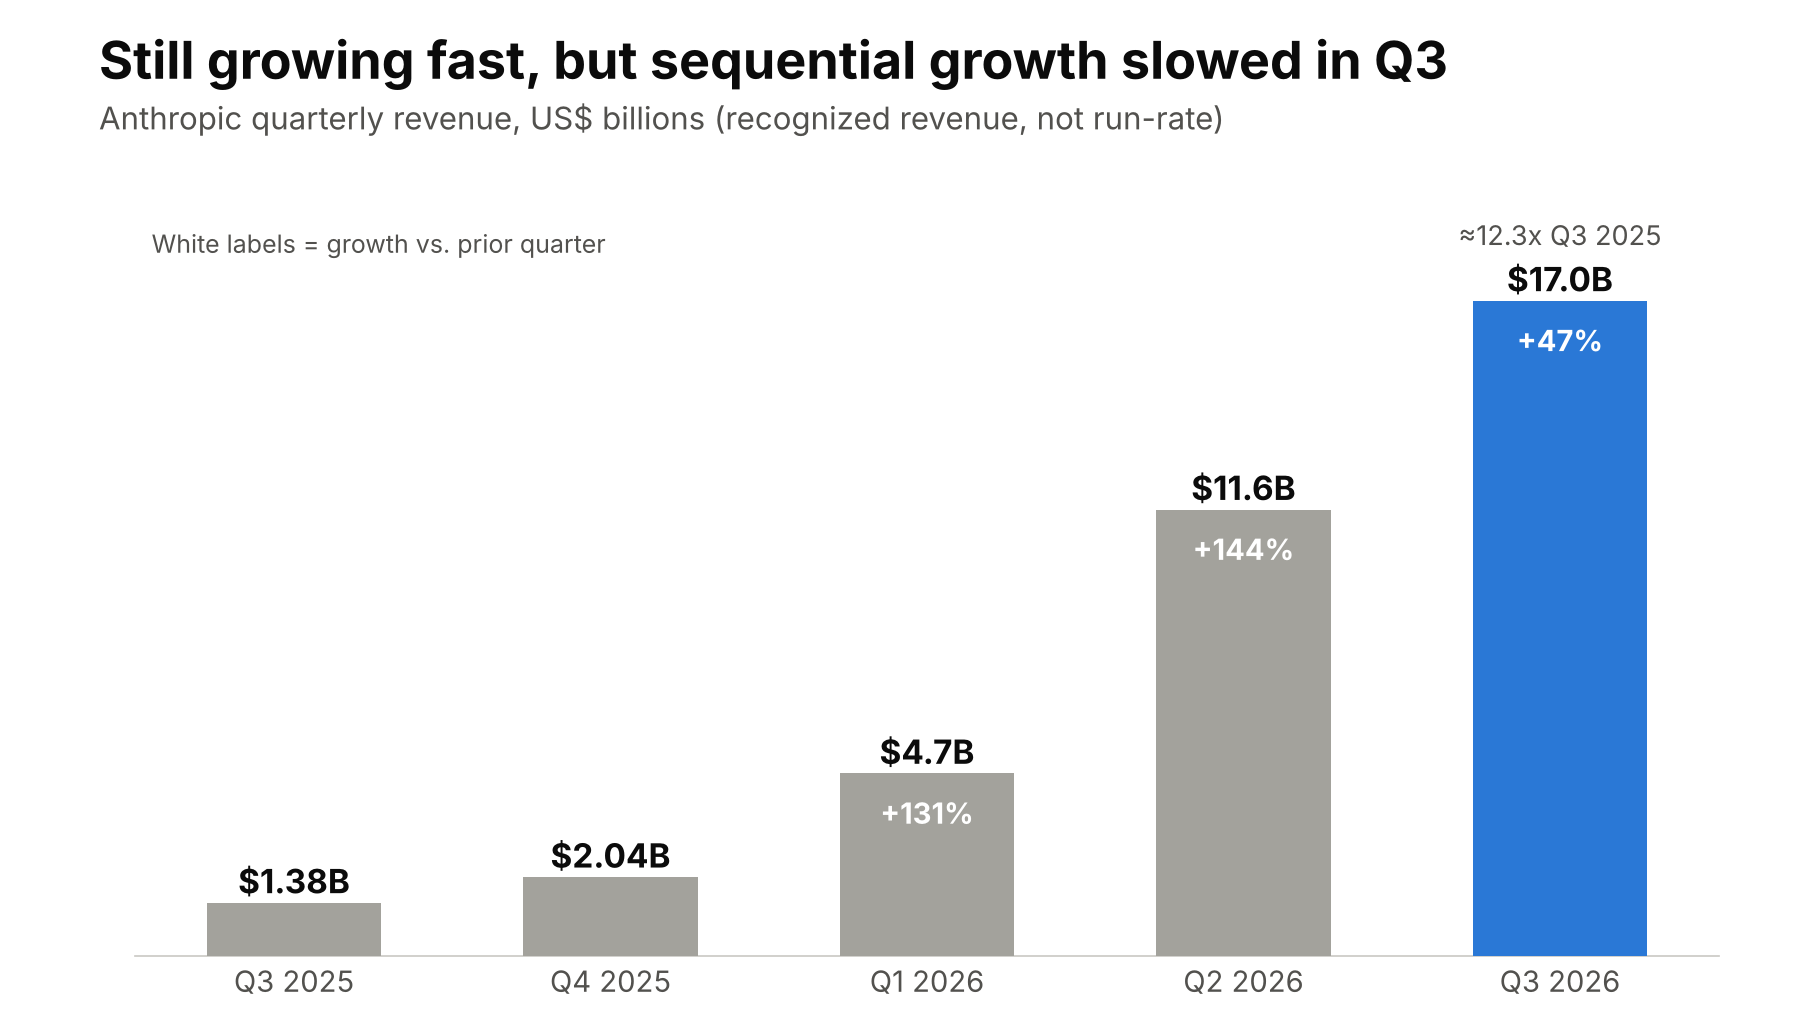 Still growing fast, but sequential growth slowed in Q3
Anthropic quarterly revenue, US$ billions (recognized revenue, not run-rate)
White labels = growth vs. prior quarter
≈12.3x Q3 2025
$17.0B
+47%
$11.6B
+144%
$4.7B
+131%
$2.04B
$1.38B
Q3 2025
Q4 2025
Q1 2026
Q2 2026
Q3 2026